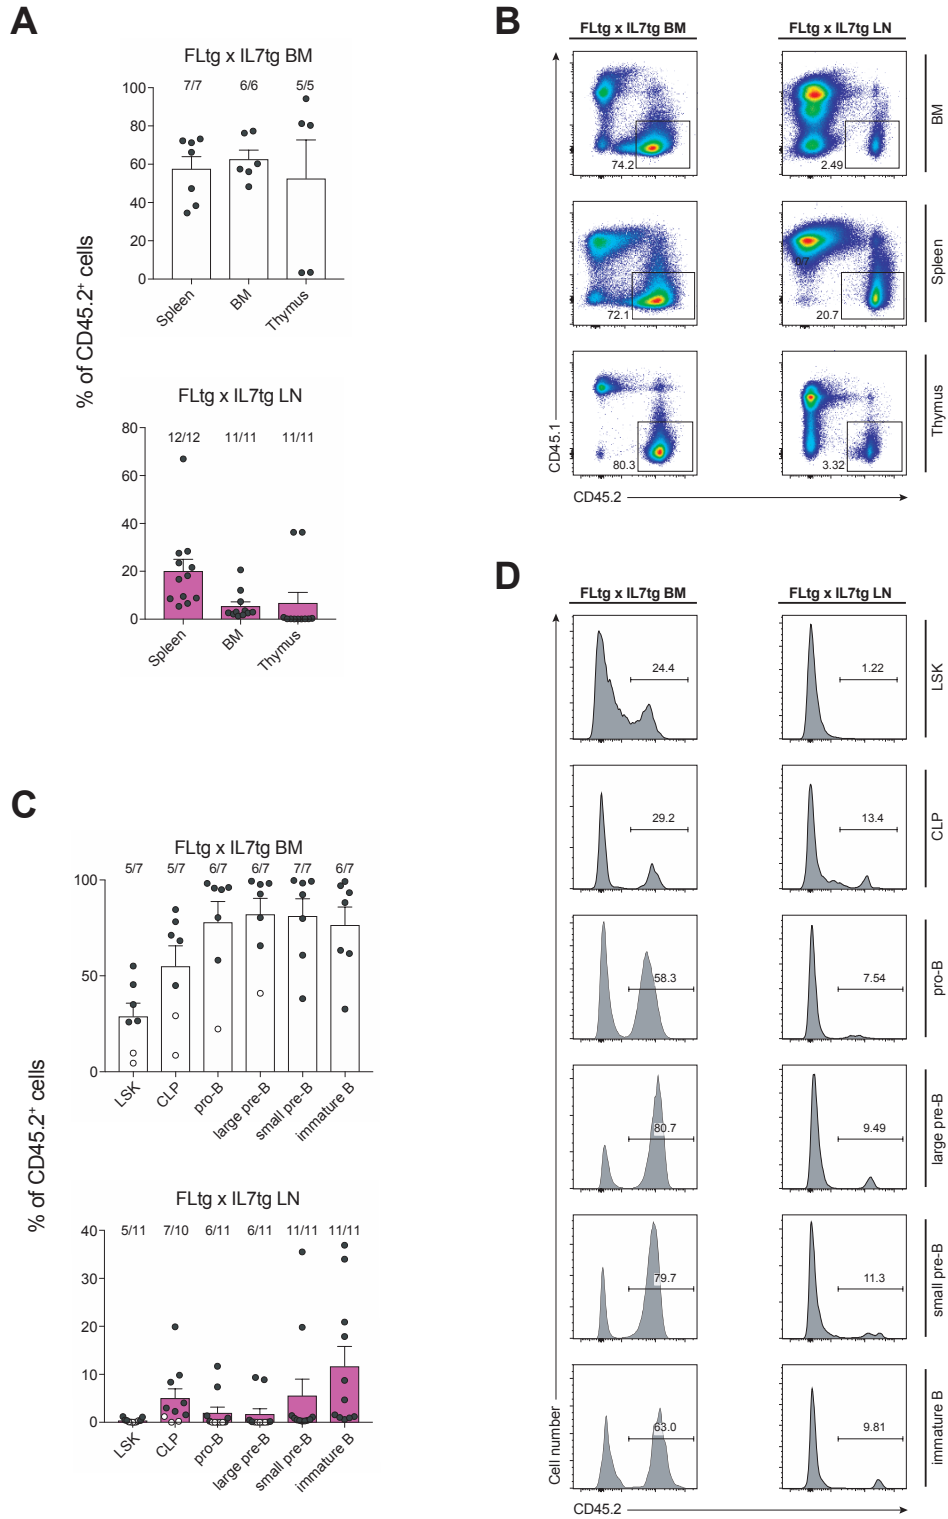 A
FLtg x IL7tg BM
7/7 6/6 5/5
100
80
60
40
20
0
Spleen
BM
Thymus
% of CD45.2+ cells
FLtg x IL7tg LN
12/12 11/11 11/11
80
60
40
20
0
Spleen
BM
Thymus
B
FLtg x IL7tg BM
FLtg x IL7tg LN
74.2
2.49
BM
72.1
20.7
Spleen
80.3
3.32
Thymus
CD45.1
CD45.2
C
FLtg x IL7tg BM
5/7 5/7 6/7 6/7 7/7 6/7
100
50
0
LSK
CLP
pro-B
large pre-B
small pre-B
immature B
% of CD45.2+ cells
FLtg x IL7tg LN
5/11 7/10 6/11 6/11 11/11 11/11
40
30
20
10
0
LSK
CLP
pro-B
large pre-B
small pre-B
immature B
D
FLtg x IL7tg BM
FLtg x IL7tg LN
24.4
1.22
LSK
29.2
13.4
CLP
58.3
7.54
pro-B
80.7
9.49
large pre-B
79.7
11.3
small pre-B
63.0
9.81
immature B
Cell number
CD45.2